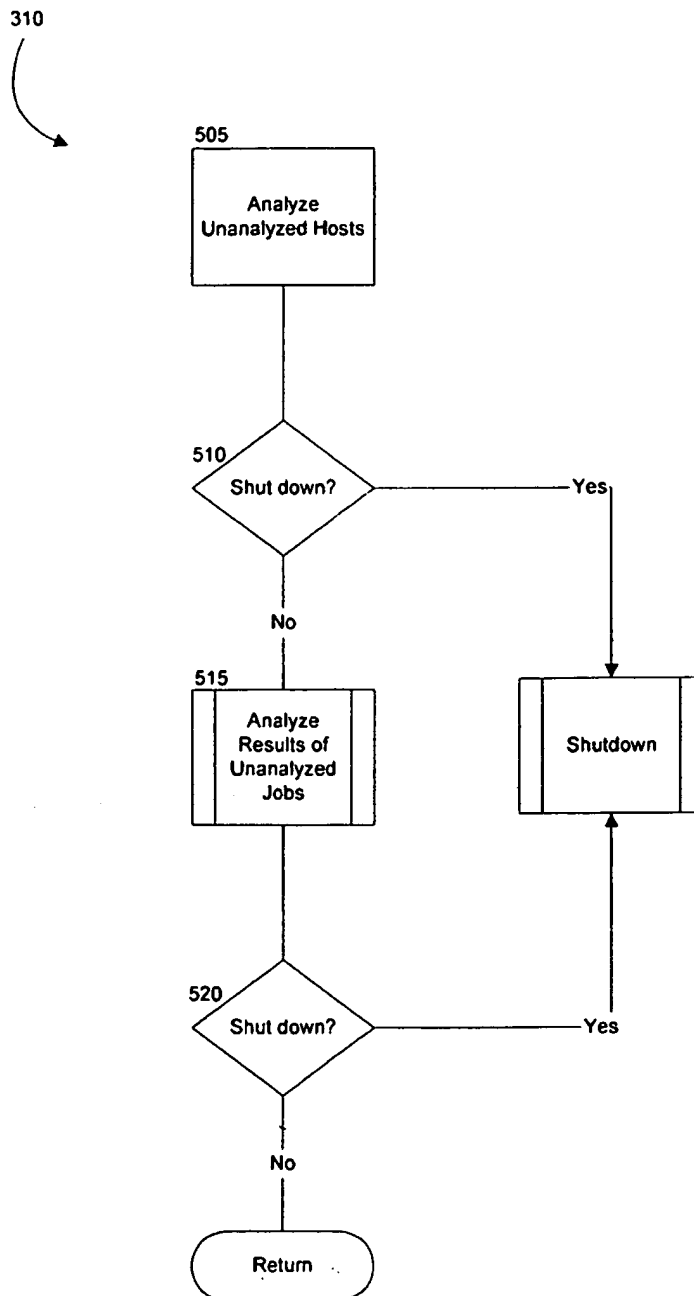 310
505
Analyze
Unanalyzed Hosts
510
Shut down?
Yes
No
515
Analyze
Results of
Unanalyzed
Jobs
Shutdown
520
Shut down?
Yes
No
Return